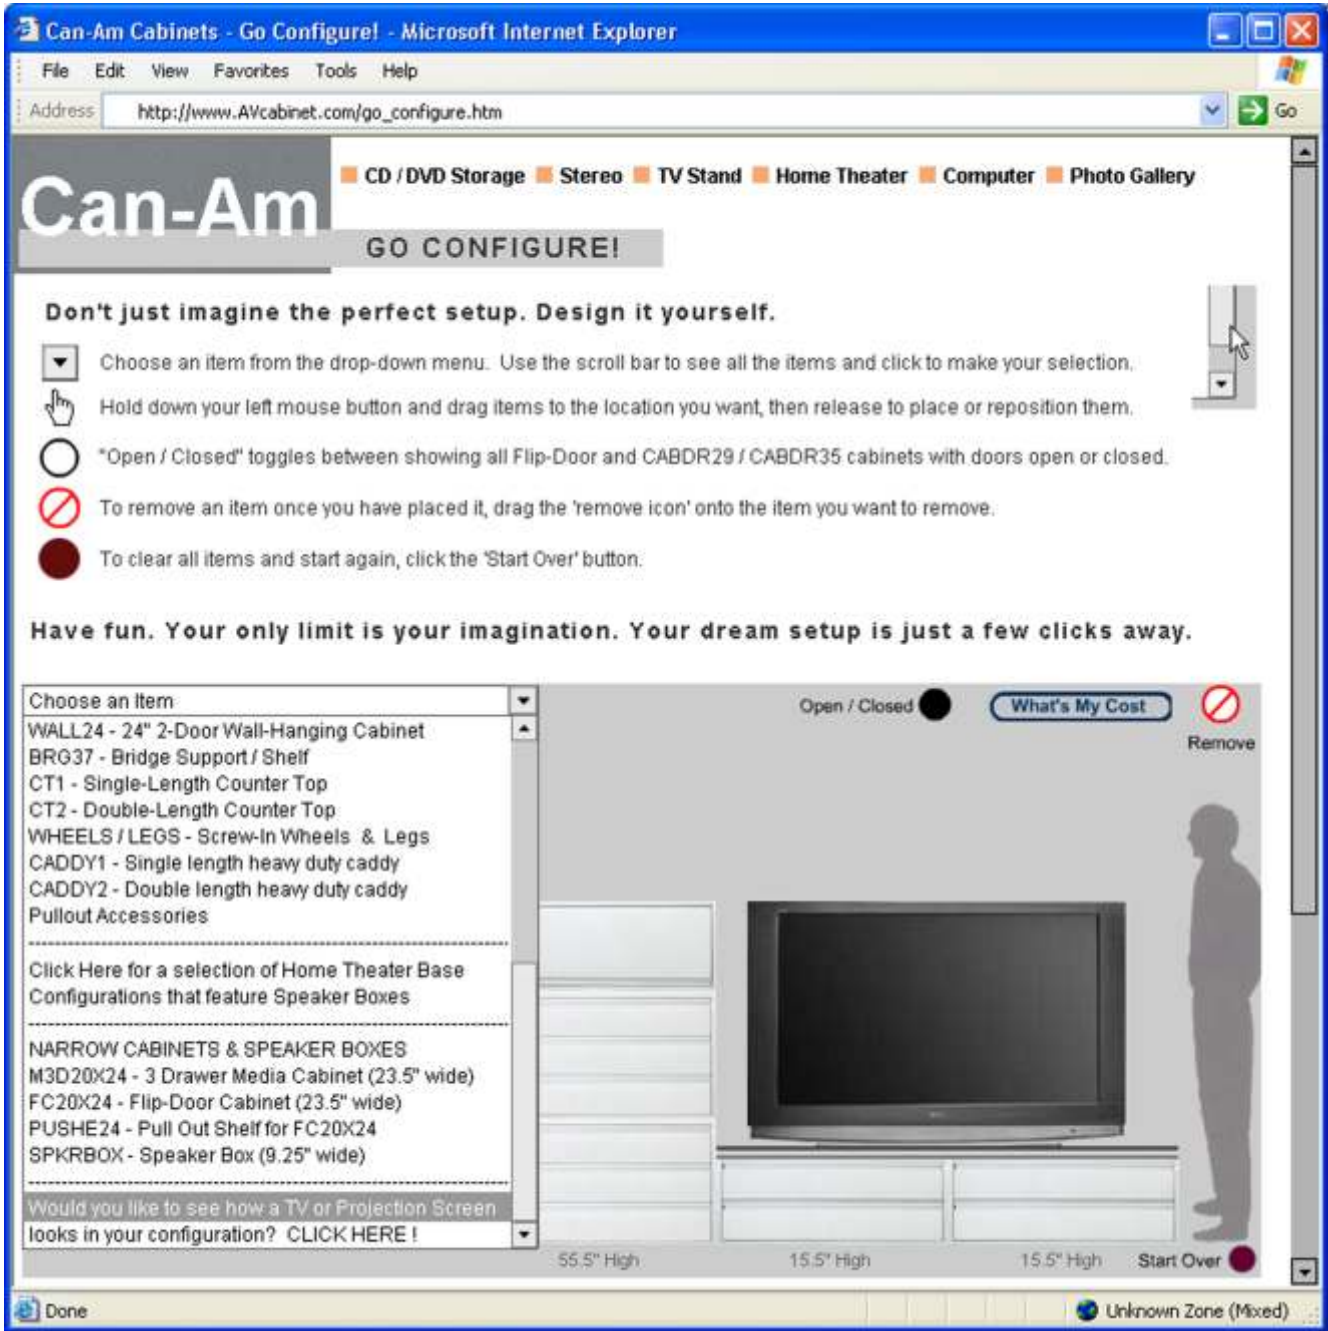 Can-Am Cabinets - Go Configure! - Microsoft Internet Explorer
File Edit View Favorites Tools Help
Address http://www.AVcabinet.com/go_configure.htm Go
CD / DVD Storage Stereo TV Stand Home Theater Computer Photo Gallery
Can-Am
GO CONFIGURE!
Don't just imagine the perfect setup. Design it yourself.
Choose an item from the drop-down menu. Use the scroll bar to see all the items and click to make your selection.
Hold down your left mouse button and drag items to the location you want, then release to place or reposition them.
"Open / Closed" toggles between showing all Flip-Door and CABDR29 / CABDR35 cabinets with doors open or closed.
To remove an item once you have placed it, drag the 'remove icon' onto the item you want to remove.
To clear all items and start again, click the 'Start Over' button.
Have fun. Your only limit is your imagination. Your dream setup is just a few clicks away.
Choose an Item
Open / Closed
What's My Cost
Remove
WALL24 - 24" 2-Door Wall-Hanging Cabinet
BRG37 - Bridge Support / Shelf
CT1 - Single-Length Counter Top
CT2 - Double-Length Counter Top
WHEELS / LEGS - Screw-In Wheels & Legs
CADDY1 - Single length heavy duty caddy
CADDY2 - Double length heavy duty caddy
Pullout Accessories
Click Here for a selection of Home Theater Base
Configurations that feature Speaker Boxes
NARROW CABINETS & SPEAKER BOXES
M3D20X24 - 3 Drawer Media Cabinet (23.5" wide)
FC20X24 - Flip-Door Cabinet (23.5" wide)
PUSHE24 - Pull Out Shelf for FC20X24
SPKRBOX - Speaker Box (9.25" wide)
Would you like to see how a TV or Projection Screen
looks in your configuration? CLICK HERE !
55.5" High 15.5" High 15.5" High Start Over
Done Unknown Zone (Mixed)